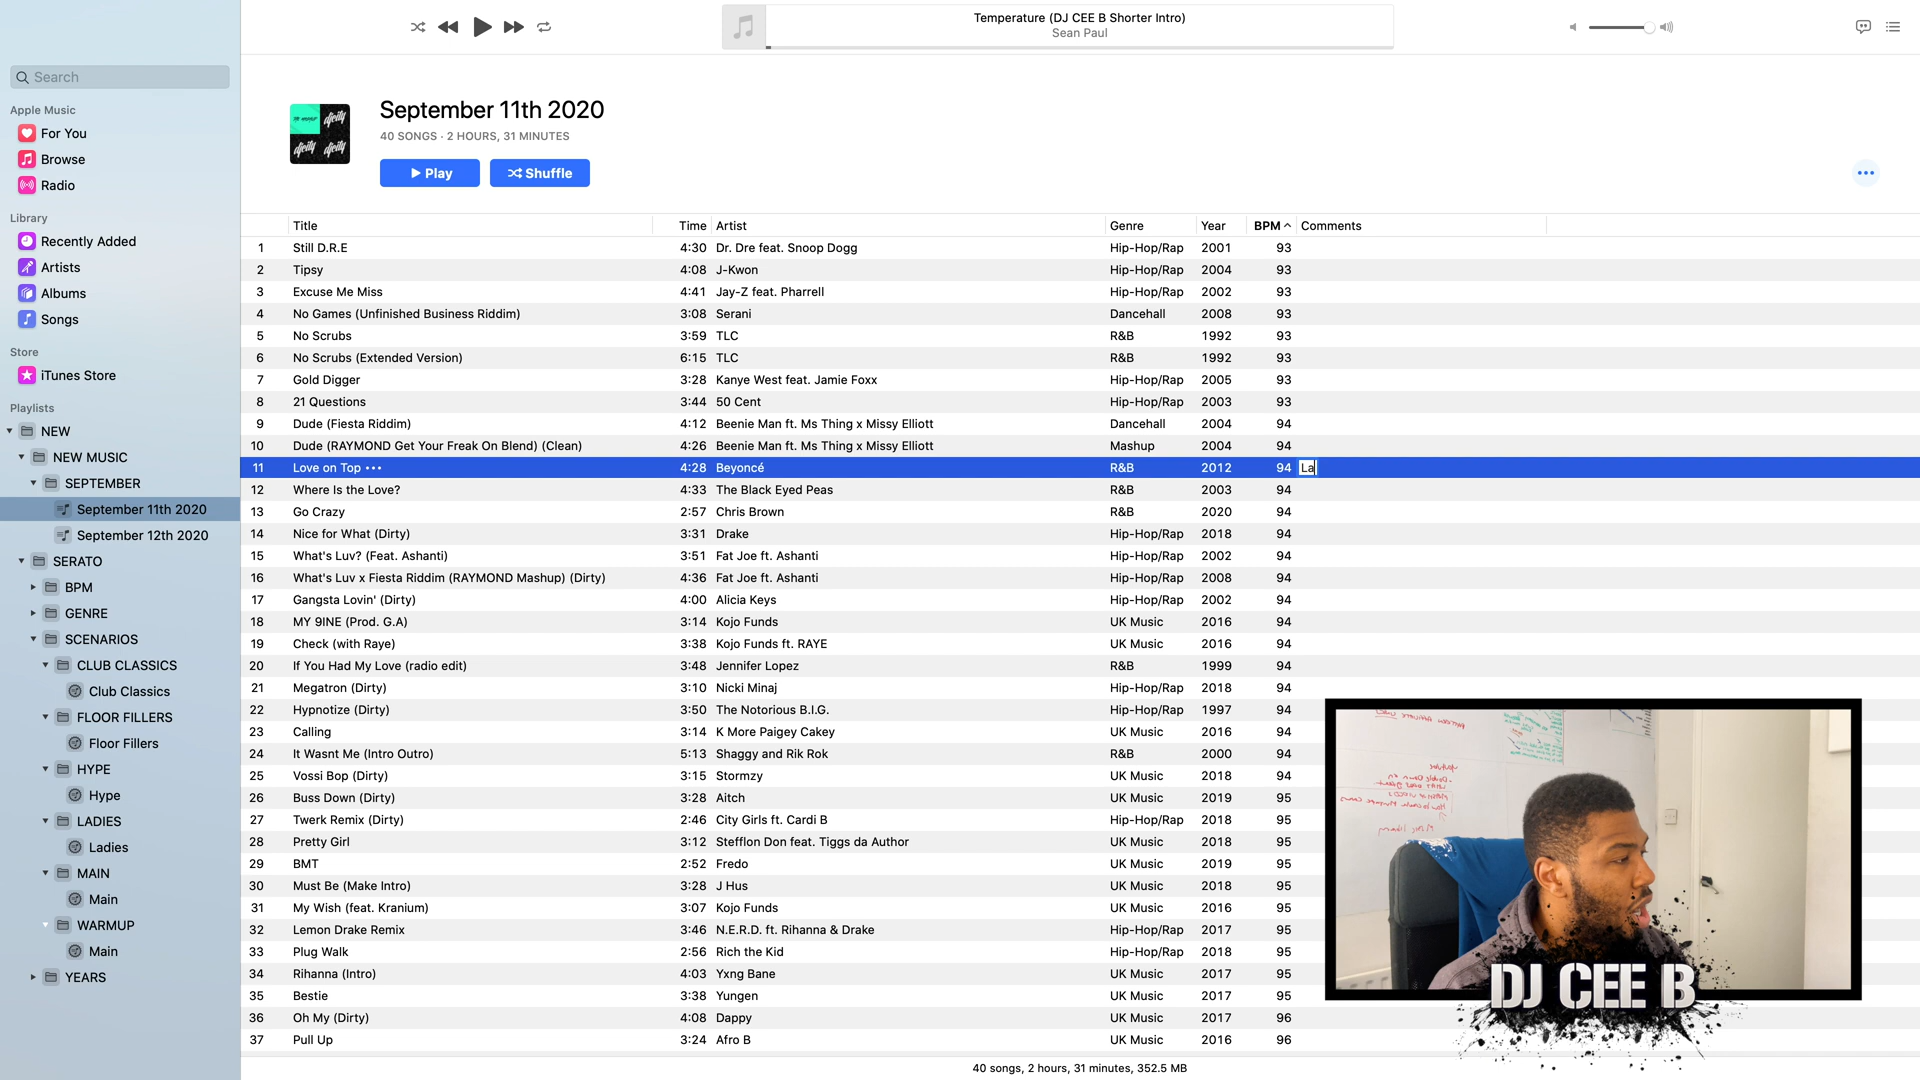 Temperature (DJ CEE B Shorter Intro)
Sean Paul
Search
Apple Music
For You
Browse
Radio
Library
Recently Added
Artists
Albums
Songs
Store
iTunes Store
Playlists
NEW
NEW MUSIC
SEPTEMBER
September 11th 2020
September 12th 2020
SERATO
BPM
GENRE
SCENARIOS
CLUB CLASSICS
Club Classics
FLOOR FILLERS
Floor Fillers
HYPE
Hype
LADIES
Ladies
MAIN
Main
WARMUP
Main
YEARS
djcity
djcity djcity
September 11th 2020
40 SONGS · 2 HOURS, 31 MINUTES
Play Shuffle
Title Time Artist Genre Year BPM Comments
1 Still D.R.E 4:30 Dr. Dre feat. Snoop Dogg Hip-Hop/Rap 2001 93
2 Tipsy 4:08 J-Kwon Hip-Hop/Rap 2004 93
3 Excuse Me Miss 4:41 Jay-Z feat. Pharrell Hip-Hop/Rap 2002 93
4 No Games (Unfinished Business Riddim) 3:08 Serani Dancehall 2008 93
5 No Scrubs 3:59 TLC R&B 1992 93
6 No Scrubs (Extended Version) 6:15 TLC R&B 1992 93
7 Gold Digger 3:28 Kanye West feat. Jamie Foxx Hip-Hop/Rap 2005 93
8 21 Questions 3:44 50 Cent Hip-Hop/Rap 2003 93
9 Dude (Fiesta Riddim) 4:12 Beenie Man ft. Ms Thing x Missy Elliott Dancehall 2004 94
10 Dude (RAYMOND Get Your Freak On Blend) (Clean) 4:26 Beenie Man ft. Ms Thing x Missy Elliott Mashup 2004 94
11 Love on Top ••• 4:28 Beyoncé R&B 2012 94 La
12 Where Is the Love? 4:33 The Black Eyed Peas R&B 2003 94
13 Go Crazy 2:57 Chris Brown R&B 2020 94
14 Nice for What (Dirty) 3:31 Drake Hip-Hop/Rap 2018 94
15 What's Luv? (Feat. Ashanti) 3:51 Fat Joe ft. Ashanti Hip-Hop/Rap 2002 94
16 What's Luv x Fiesta Riddim (RAYMOND Mashup) (Dirty) 4:36 Fat Joe ft. Ashanti Hip-Hop/Rap 2008 94
17 Gangsta Lovin' (Dirty) 4:00 Alicia Keys Hip-Hop/Rap 2002 94
18 MY 9INE (Prod. G.A) 3:14 Kojo Funds UK Music 2016 94
19 Check (with Raye) 3:38 Kojo Funds ft. RAYE UK Music 2016 94
20 If You Had My Love (radio edit) 3:48 Jennifer Lopez R&B 1999 94
21 Megatron (Dirty) 3:10 Nicki Minaj Hip-Hop/Rap 2018 94
22 Hypnotize (Dirty) 3:50 The Notorious B.I.G. Hip-Hop/Rap 1997 94
23 Calling 3:14 K More Paigey Cakey UK Music 2016 94
24 It Wasnt Me (Intro Outro) 5:13 Shaggy and Rik Rok R&B 2000 94
25 Vossi Bop (Dirty) 3:15 Stormzy UK Music 2018 94
26 Buss Down (Dirty) 3:28 Aitch UK Music 2019 95
27 Twerk Remix (Dirty) 2:46 City Girls ft. Cardi B Hip-Hop/Rap 2018 95
28 Pretty Girl 3:12 Stefflon Don feat. Tiggs da Author UK Music 2018 95
29 BMT 2:52 Fredo UK Music 2019 95
30 Must Be (Make Intro) 3:28 J Hus UK Music 2018 95
31 My Wish (feat. Kranium) 3:07 Kojo Funds UK Music 2016 95
32 Lemon Drake Remix 3:46 N.E.R.D. ft. Rihanna & Drake Hip-Hop/Rap 2017 95
33 Plug Walk 2:56 Rich the Kid Hip-Hop/Rap 2018 95
34 Rihanna (Intro) 4:03 Yxng Bane UK Music 2017 95
35 Bestie 3:38 Yungen UK Music 2017 95
36 Oh My (Dirty) 4:08 Dappy UK Music 2017 96
37 Pull Up 3:24 Afro B UK Music 2016 96
DJ CEE B
40 songs, 2 hours, 31 minutes, 352.5 MB